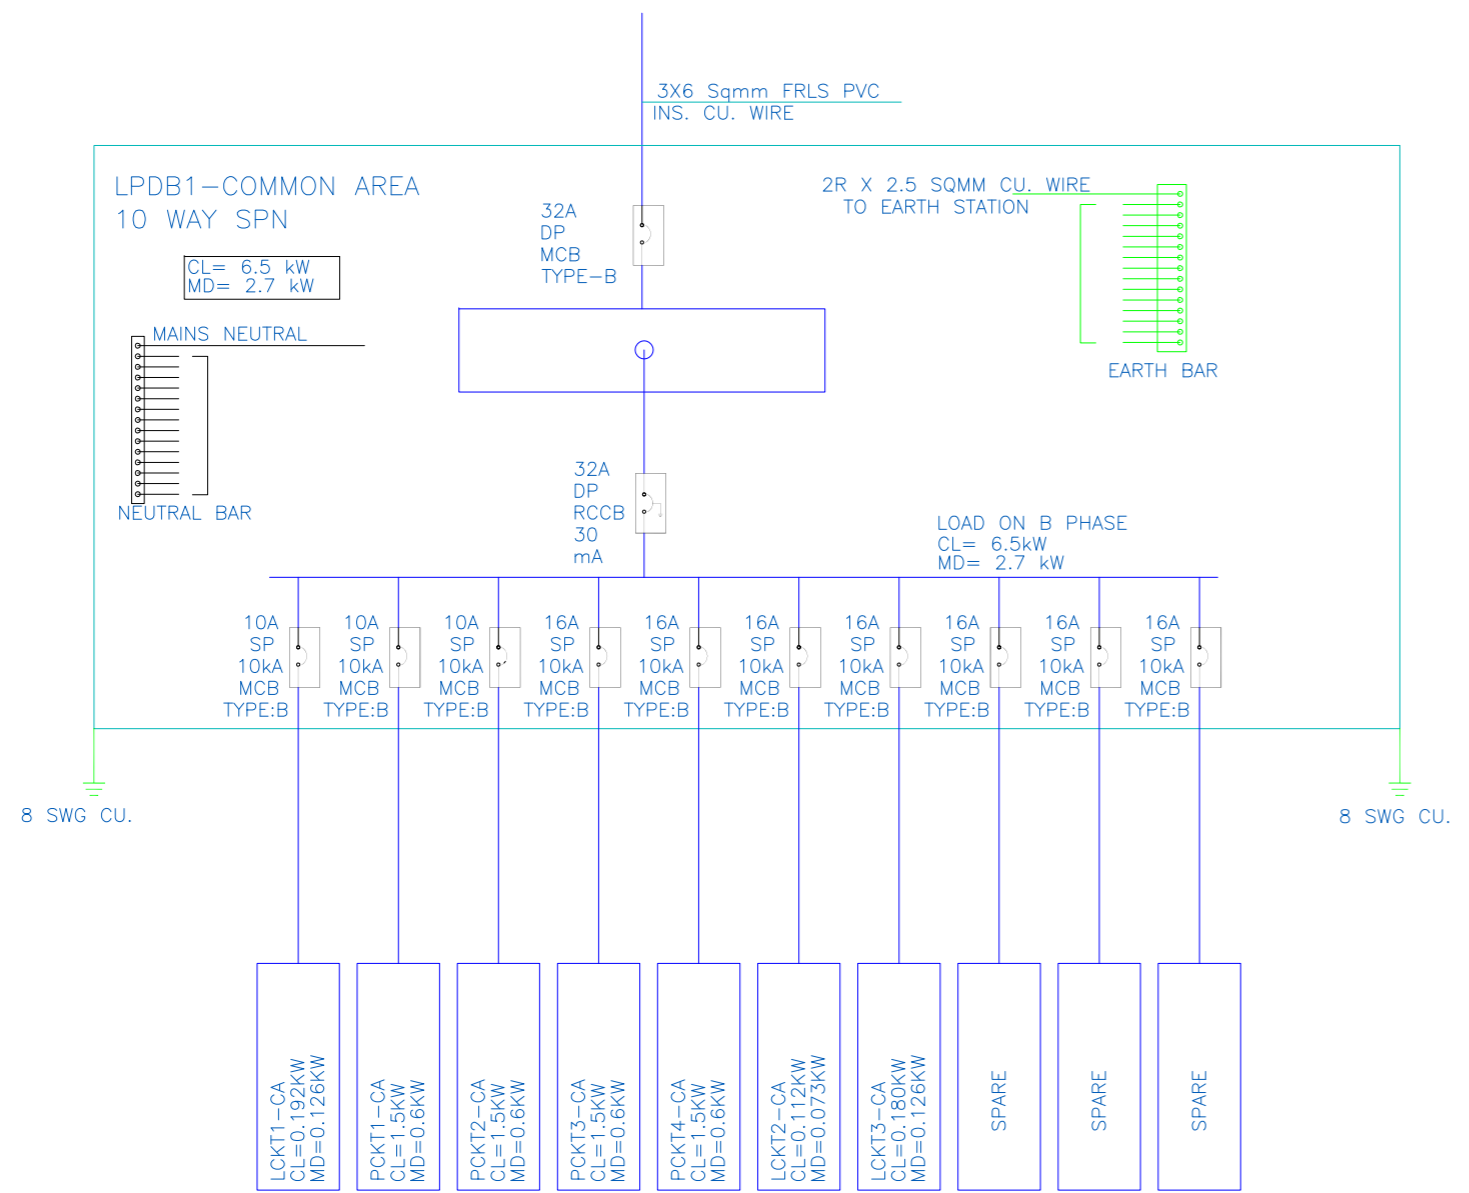 3X6 Sqmm FRLS PVC
INS. CU. WIRE
LPDB1-COMMON AREA
10 WAY SPN
CL= 6.5 kW
MD= 2.7 kW
MAINS NEUTRAL
NEUTRAL BAR
32A
DP
MCB
TYPE-B
2R X 2.5 SQMM CU. WIRE
TO EARTH STATION
EARTH BAR
32A
DP
RCCB
30
mA
LOAD ON B PHASE
CL= 6.5kW
MD= 2.7 kW
10A
SP
10kA
MCB
TYPE:B
10A
SP
10kA
MCB
TYPE:B
10A
SP
10kA
MCB
TYPE:B
16A
SP
10kA
MCB
TYPE:B
16A
SP
10kA
MCB
TYPE:B
16A
SP
10kA
MCB
TYPE:B
16A
SP
10kA
MCB
TYPE:B
16A
SP
10kA
MCB
TYPE:B
16A
SP
10kA
MCB
TYPE:B
16A
SP
10kA
MCB
TYPE:B
8 SWG CU.
8 SWG CU.
LCKT1-CA
CL=0.192KW
MD=0.126KW
PCKT1-CA
CL=1.5KW
MD=0.6KW
PCKT2-CA
CL=1.5KW
MD=0.6KW
PCKT3-CA
CL=1.5KW
MD=0.6KW
PCKT4-CA
CL=1.5KW
MD=0.6KW
LCKT2-CA
CL=0.112KW
MD=0.073KW
LCKT3-CA
CL=0.180KW
MD=0.126KW
SPARE
SPARE
SPARE